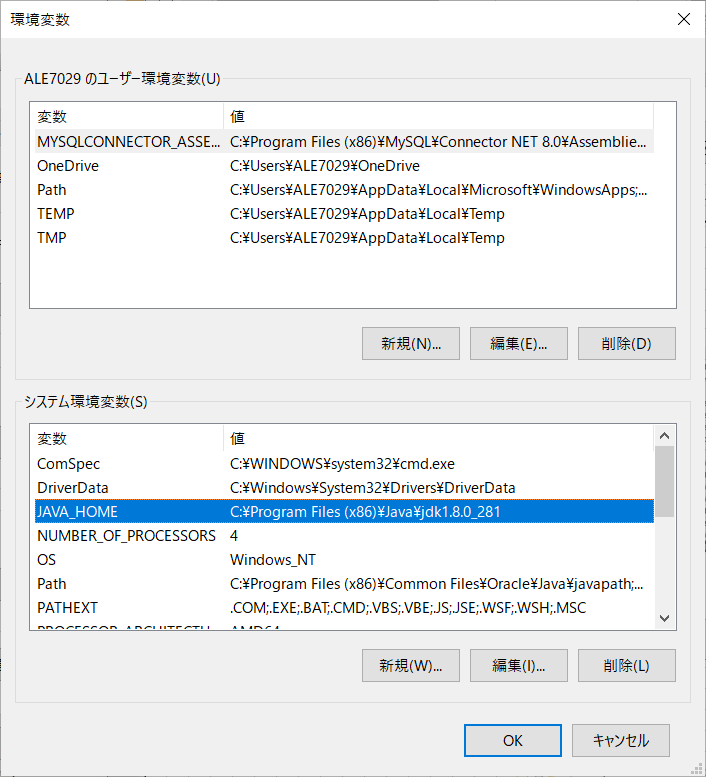 環境変数
ALE7029 のユーザー環境変数(U)
変数 値
MYSQLCONNECTOR_ASSE... C:¥Program Files (x86)¥MySQL¥Connector NET 8.0¥Assemblie...
OneDrive C:¥Users¥ALE7029¥OneDrive
Path C:¥Users¥ALE7029¥AppData¥Local¥Microsoft¥WindowsApps;...
TEMP C:¥Users¥ALE7029¥AppData¥Local¥Temp
TMP C:¥Users¥ALE7029¥AppData¥Local¥Temp
新規(N)... 編集(E)... 削除(D)
システム環境変数(S)
変数 値
ComSpec C:¥WINDOWS¥system32¥cmd.exe
DriverData C:¥Windows¥System32¥Drivers¥DriverData
JAVA_HOME C:¥Program Files (x86)¥Java¥jdk1.8.0_281
NUMBER_OF_PROCESSORS 4
OS Windows_NT
Path C:¥Program Files (x86)¥Common Files¥Oracle¥Java¥javapath;...
PATHEXT .COM;.EXE;.BAT;.CMD;.VBS;.VBE;.JS;.JSE;.WSF;.WSH;.MSC
PROCESSOR_ARCHITECTU... AMD64
新規(W)... 編集(I)... 削除(L)
OK キャンセル